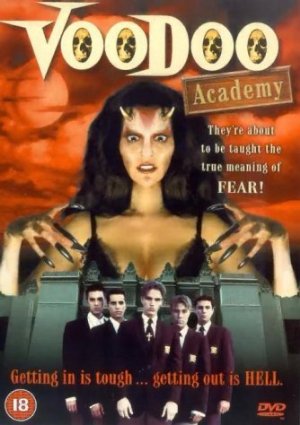 VOODOO
Academy
They're about
to be taught the
true meaning of
FEAR!
Getting in is tough ... getting out is HELL.
18
DVD